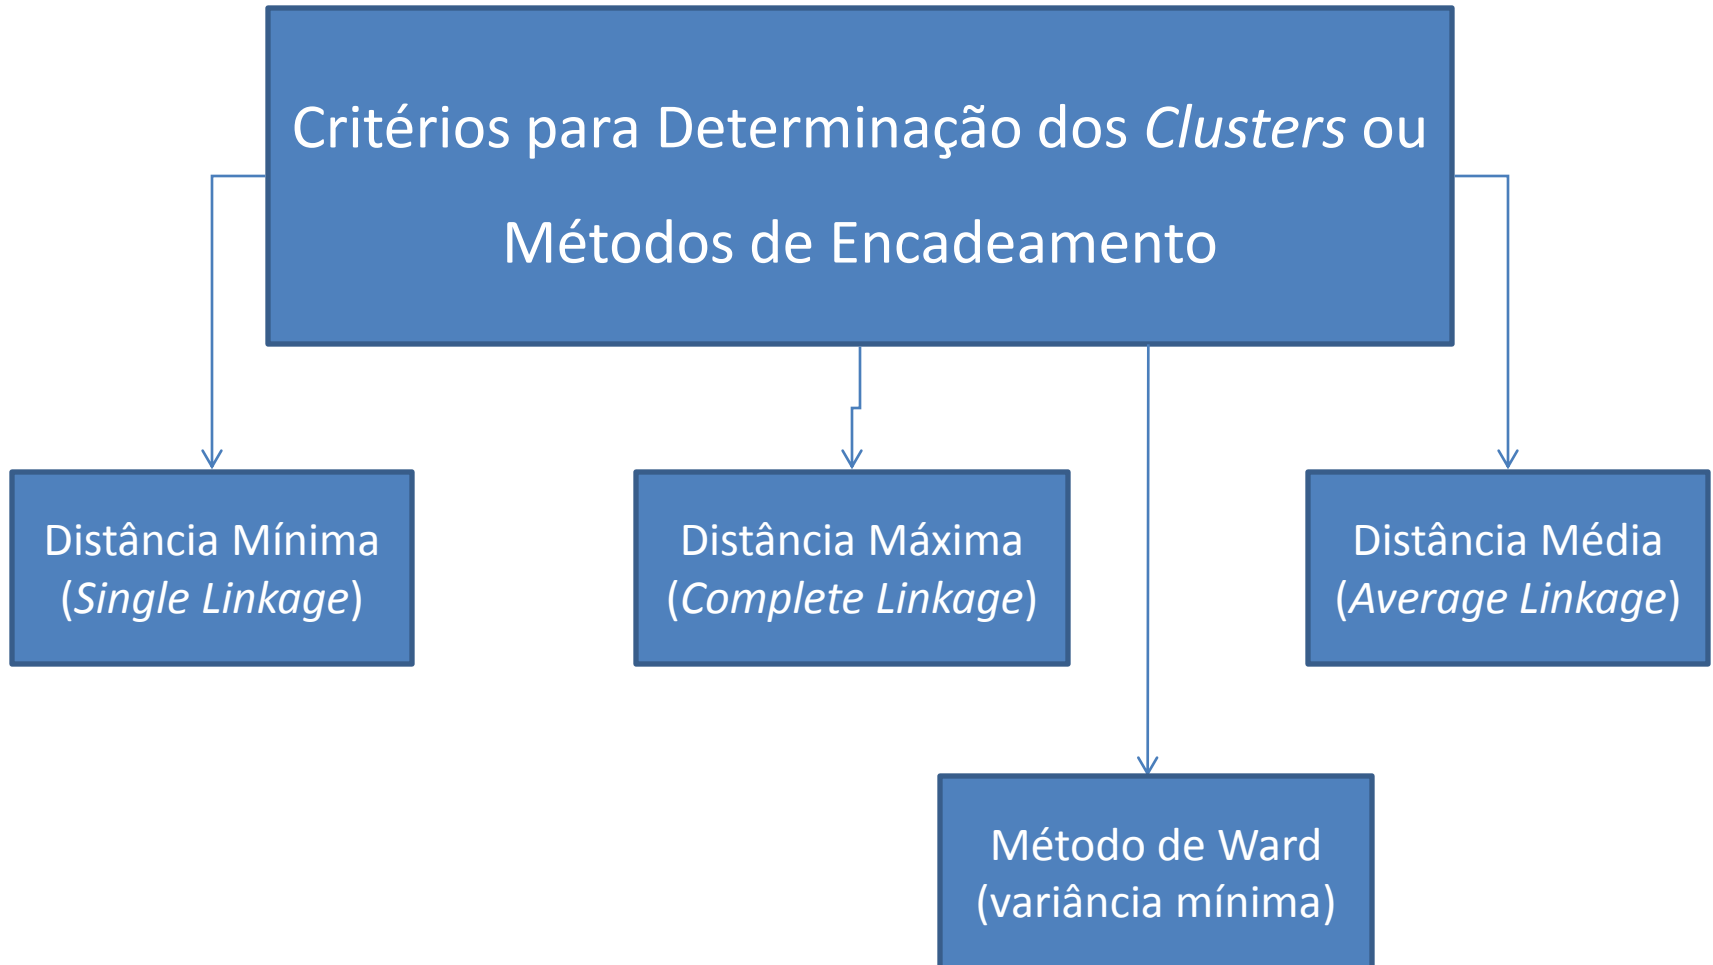 Critérios para Determinação dos Clusters ou
Métodos de Encadeamento
Distância Mínima
(Single Linkage)
Distância Máxima
(Complete Linkage)
Distância Média
(Average Linkage)
Método de Ward
(variância mínima)